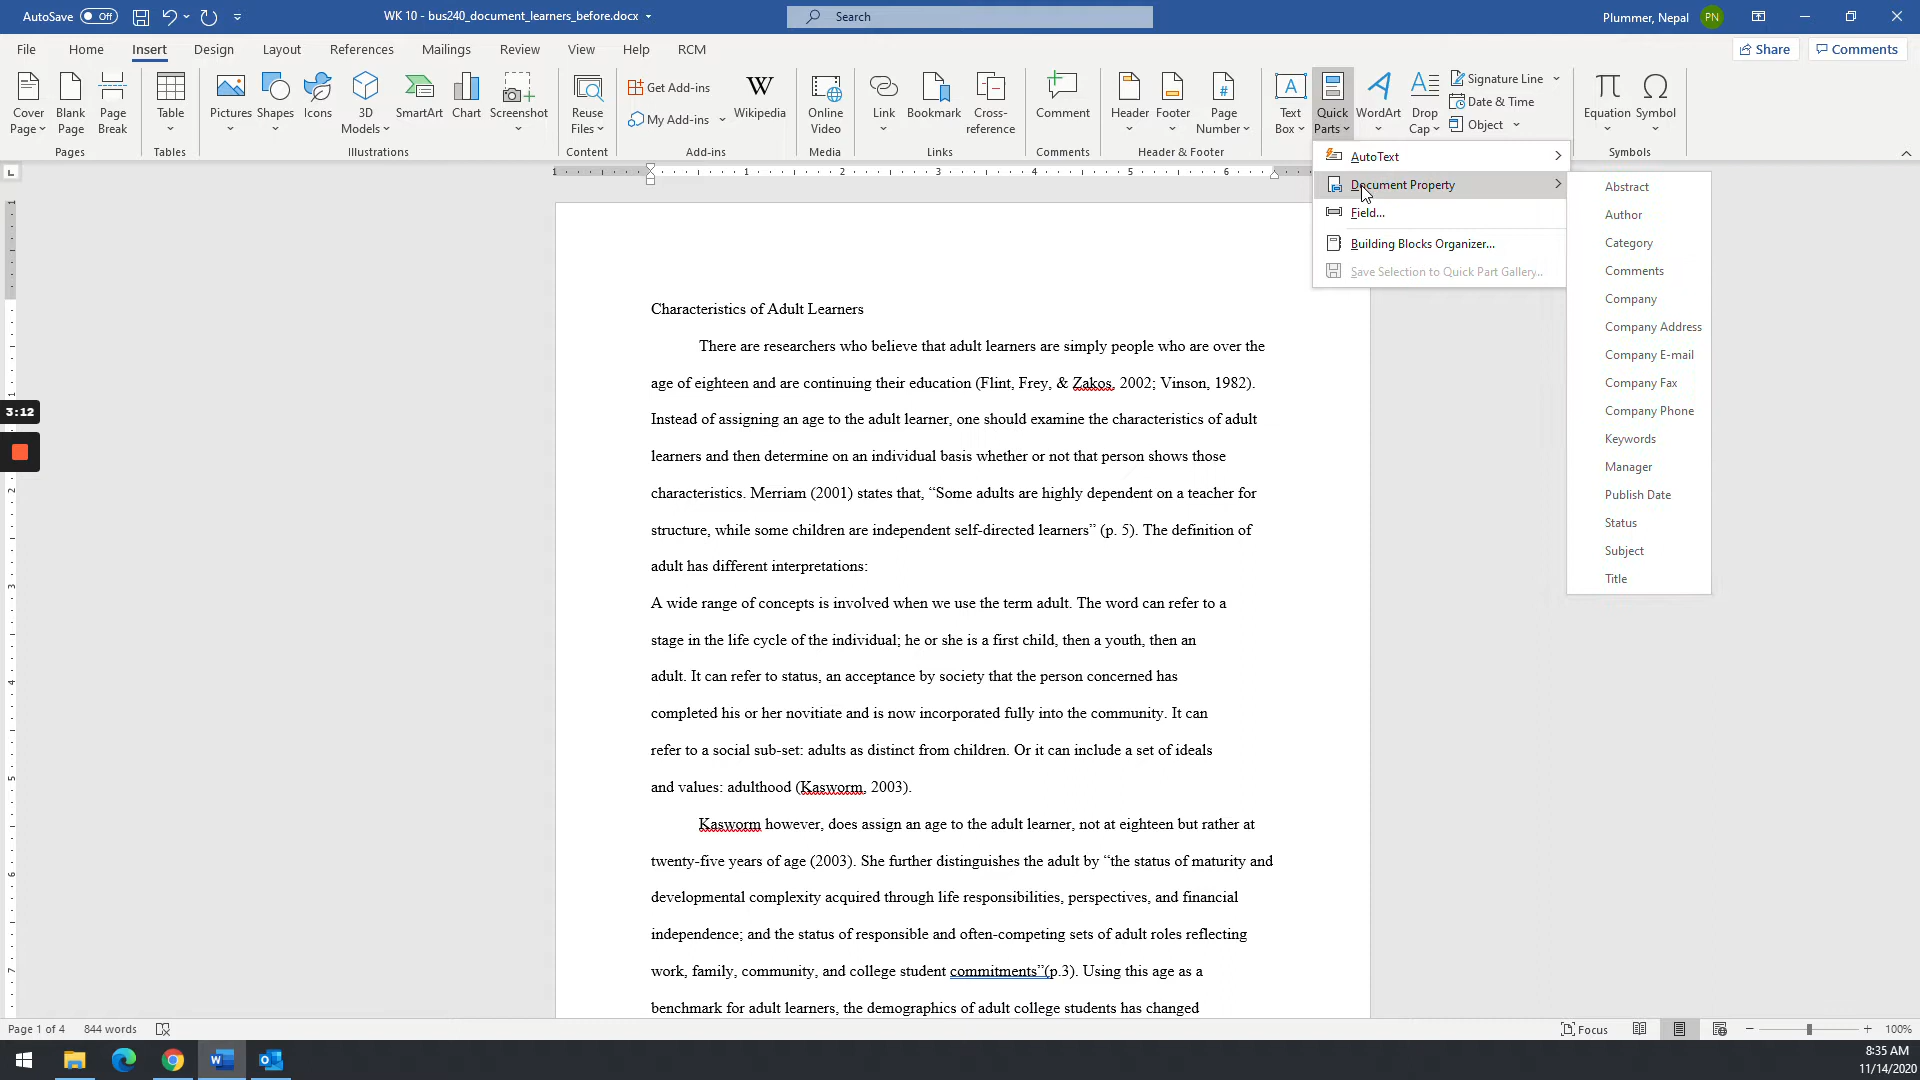 AutoSave Off WK 10 - bus240_document_learners_before.docx Search Plummer, Nepal PN
File Home Insert Design Layout References Mailings Review View Help RCM Share Comments
Cover Page
Blank Page
Page Break
Pages
Table
Tables
Pictures
Shapes
Icons
3D Models
SmartArt
Chart
Screenshot
Illustrations
Reuse Files
Content
Get Add-ins
My Add-ins
W
Wikipedia
Add-ins
Online Video
Media
Link
Bookmark
Cross-reference
Links
Comment
Comments
Header
Footer
#
Page Number
Header & Footer
A
Text Box
Quick Parts
A
WordArt
A
Drop Cap
Signature Line
Date & Time
Object
π
Equation
Ω
Symbol
Symbols
AutoText
Document Property
Field...
Building Blocks Organizer...
Save Selection to Quick Part Gallery...
Abstract
Author
Category
Comments
Company
Company Address
Company E-mail
Company Fax
Company Phone
Keywords
Manager
Publish Date
Status
Subject
Title
L
1 1 2 3 4 5 6
1
1
2
3
4
5
6
7
3:12
Characteristics of Adult Learners
There are researchers who believe that adult learners are simply people who are over the
age of eighteen and are continuing their education (Flint, Frey, & Zakos, 2002; Vinson, 1982).
Instead of assigning an age to the adult learner, one should examine the characteristics of adult
learners and then determine on an individual basis whether or not that person shows those
characteristics. Merriam (2001) states that, “Some adults are highly dependent on a teacher for
structure, while some children are independent self-directed learners” (p. 5). The definition of
adult has different interpretations:
A wide range of concepts is involved when we use the term adult. The word can refer to a
stage in the life cycle of the individual; he or she is a first child, then a youth, then an
adult. It can refer to status, an acceptance by society that the person concerned has
completed his or her novitiate and is now incorporated fully into the community. It can
refer to a social sub-set: adults as distinct from children. Or it can include a set of ideals
and values: adulthood (Kasworm, 2003).
Kasworm however, does assign an age to the adult learner, not at eighteen but rather at
twenty-five years of age (2003). She further distinguishes the adult by “the status of maturity and
developmental complexity acquired through life responsibilities, perspectives, and financial
independence; and the status of responsible and often-competing sets of adult roles reflecting
work, family, community, and college student commitments”(p.3). Using this age as a
benchmark for adult learners, the demographics of adult college students has changed
Page 1 of 4 844 words Focus 100%
8:35 AM
11/14/2020